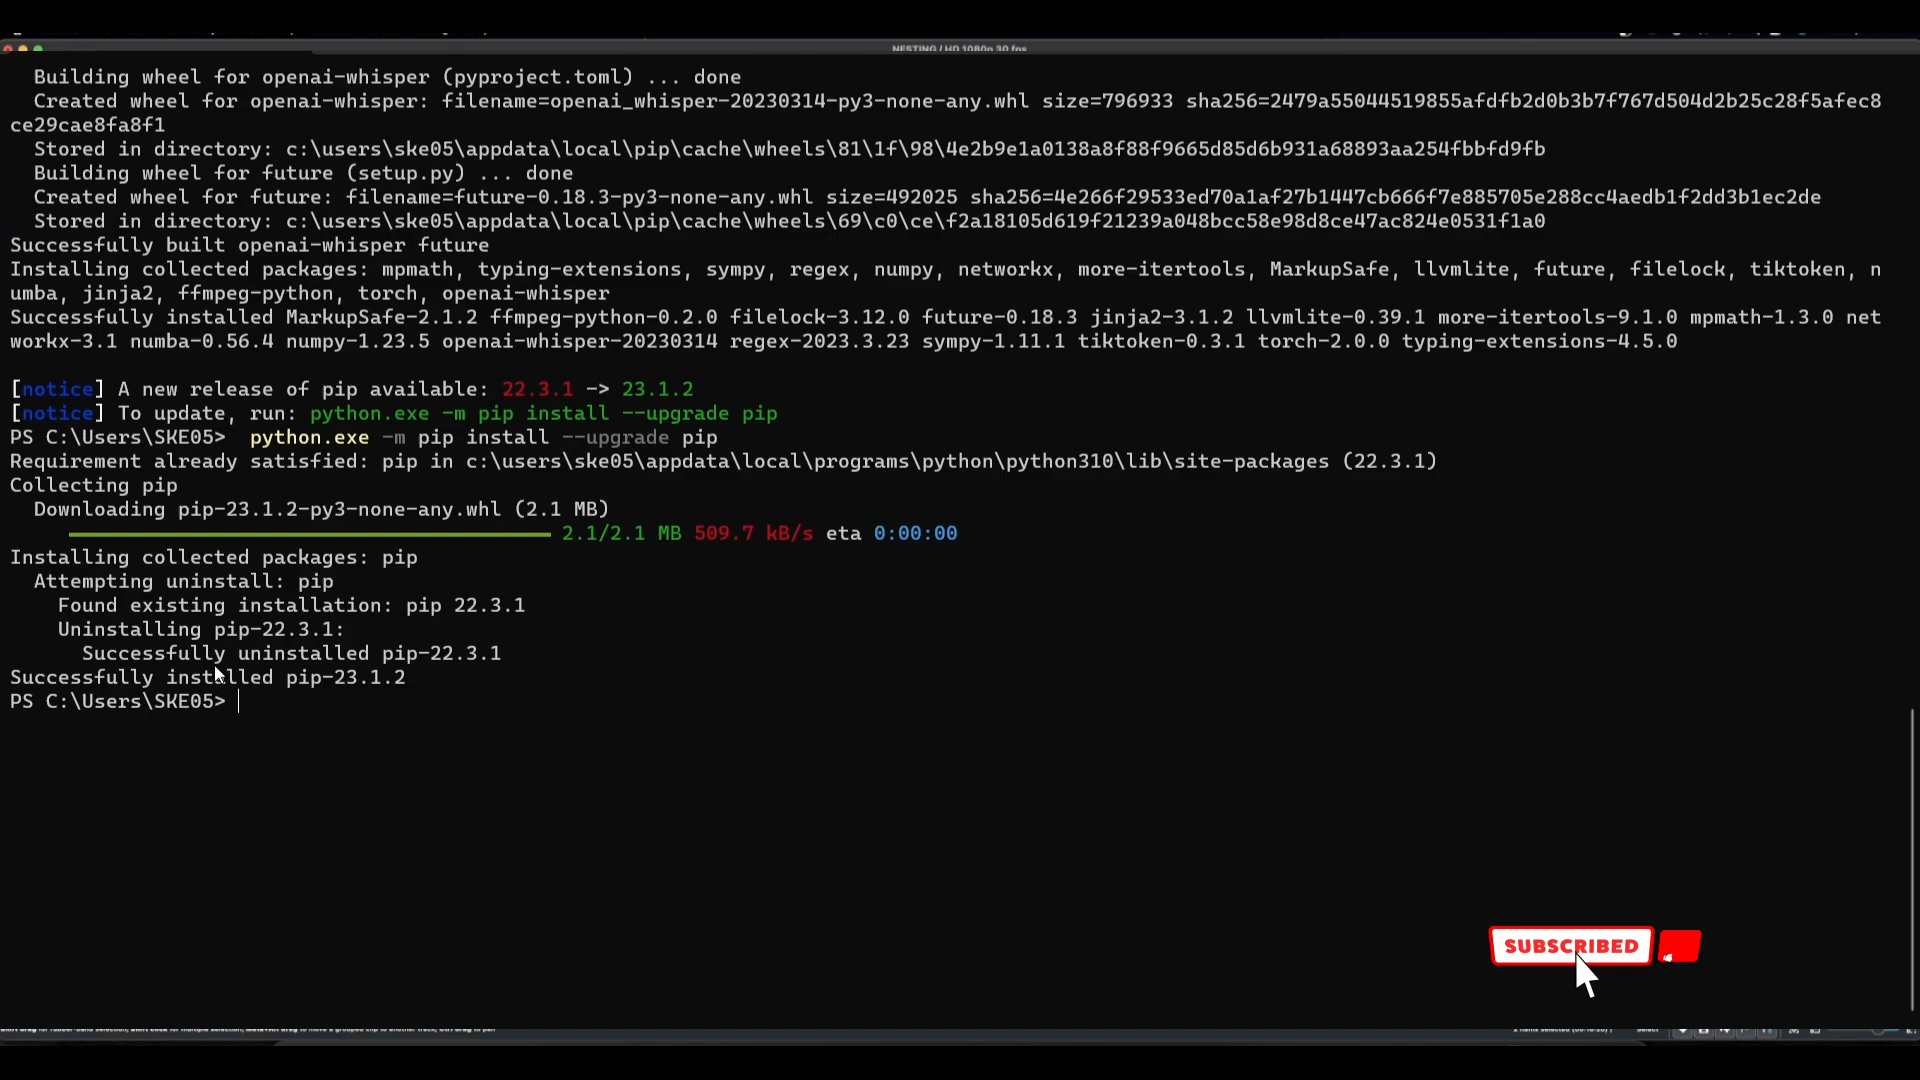 NESTING / HD 1080p 30 fps
Building wheel for openai-whisper (pyproject.toml) ... done
Created wheel for openai-whisper: filename=openai_whisper-20230314-py3-none-any.whl size=796933 sha256=2479a55044519855afdfb2d0b3b7f767d504d2b25c28f5afec8
ce29cae8fa8f1
Stored in directory: c:\users\ske05\appdata\local\pip\cache\wheels\81\1f\98\4e2b9e1a0138a8f88f9665d85d6b931a68893aa254fbbfd9fb
Building wheel for future (setup.py) ... done
Created wheel for future: filename=future-0.18.3-py3-none-any.whl size=492025 sha256=4e266f29533ed70a1af27b1447cb666f7e885705e288cc4aedb1f2dd3b1ec2de
Stored in directory: c:\users\ske05\appdata\local\pip\cache\wheels\69\c0\ce\f2a18105d619f21239a048bcc58e98d8ce47ac824e0531f1a0
Successfully built openai-whisper future
Installing collected packages: mpmath, typing-extensions, sympy, regex, numpy, networkx, more-itertools, MarkupSafe, llvmlite, future, filelock, tiktoken, n
umba, jinja2, ffmpeg-python, torch, openai-whisper
Successfully installed MarkupSafe-2.1.2 ffmpeg-python-0.2.0 filelock-3.12.0 future-0.18.3 jinja2-3.1.2 llvmlite-0.39.1 more-itertools-9.1.0 mpmath-1.3.0 net
workx-3.1 numba-0.56.4 numpy-1.23.5 openai-whisper-20230314 regex-2023.3.23 sympy-1.11.1 tiktoken-0.3.1 torch-2.0.0 typing-extensions-4.5.0
[notice] A new release of pip available: 22.3.1 -> 23.1.2
[notice] To update, run: python.exe -m pip install --upgrade pip
PS C:\Users\SKE05>  python.exe -m pip install --upgrade pip
Requirement already satisfied: pip in c:\users\ske05\appdata\local\programs\python\python310\lib\site-packages (22.3.1)
Collecting pip
Downloading pip-23.1.2-py3-none-any.whl (2.1 MB)
2.1/2.1 MB 509.7 kB/s eta 0:00:00
Installing collected packages: pip
Attempting uninstall: pip
Found existing installation: pip 22.3.1
Uninstalling pip-22.3.1:
Successfully uninstalled pip-22.3.1
Successfully installed pip-23.1.2
PS C:\Users\SKE05>
SUBSCRIBED